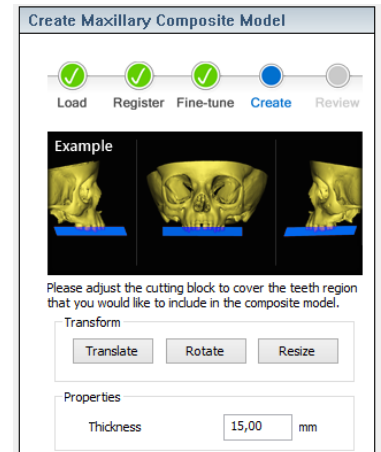 Create Maxillary Composite Model
Load Register Fine-tune Create Review
Example
Please adjust the cutting block to cover the teeth region
that you would like to include in the composite model.
Transform
Translate Rotate Resize
Properties
Thickness 15,00 mm